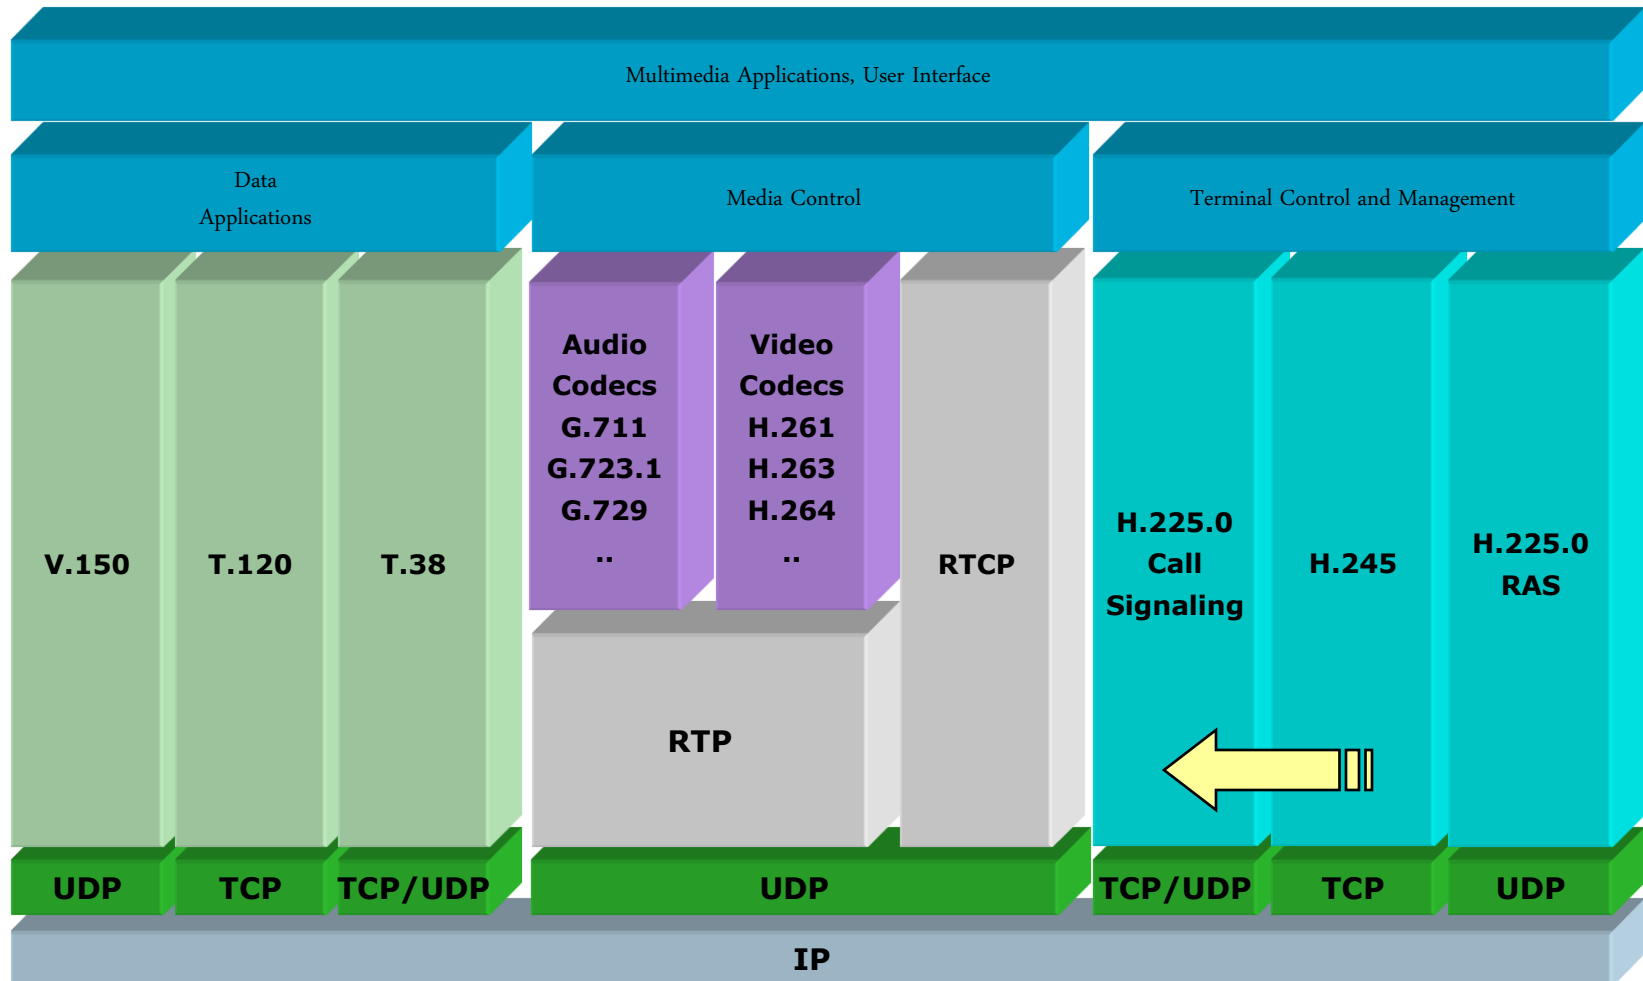 Multimedia Applications, User Interface
Data
Applications
Media Control
Terminal Control and Management
V.150
T.120
T.38
Audio
Codecs
G.711
G.723.1
G.729
..
Video
Codecs
H.261
H.263
H.264
..
RTP
RTCP
H.225.0
Call
Signaling
H.245
H.225.0
RAS
UDP
TCP
TCP/UDP
UDP
TCP/UDP
TCP
UDP
IP